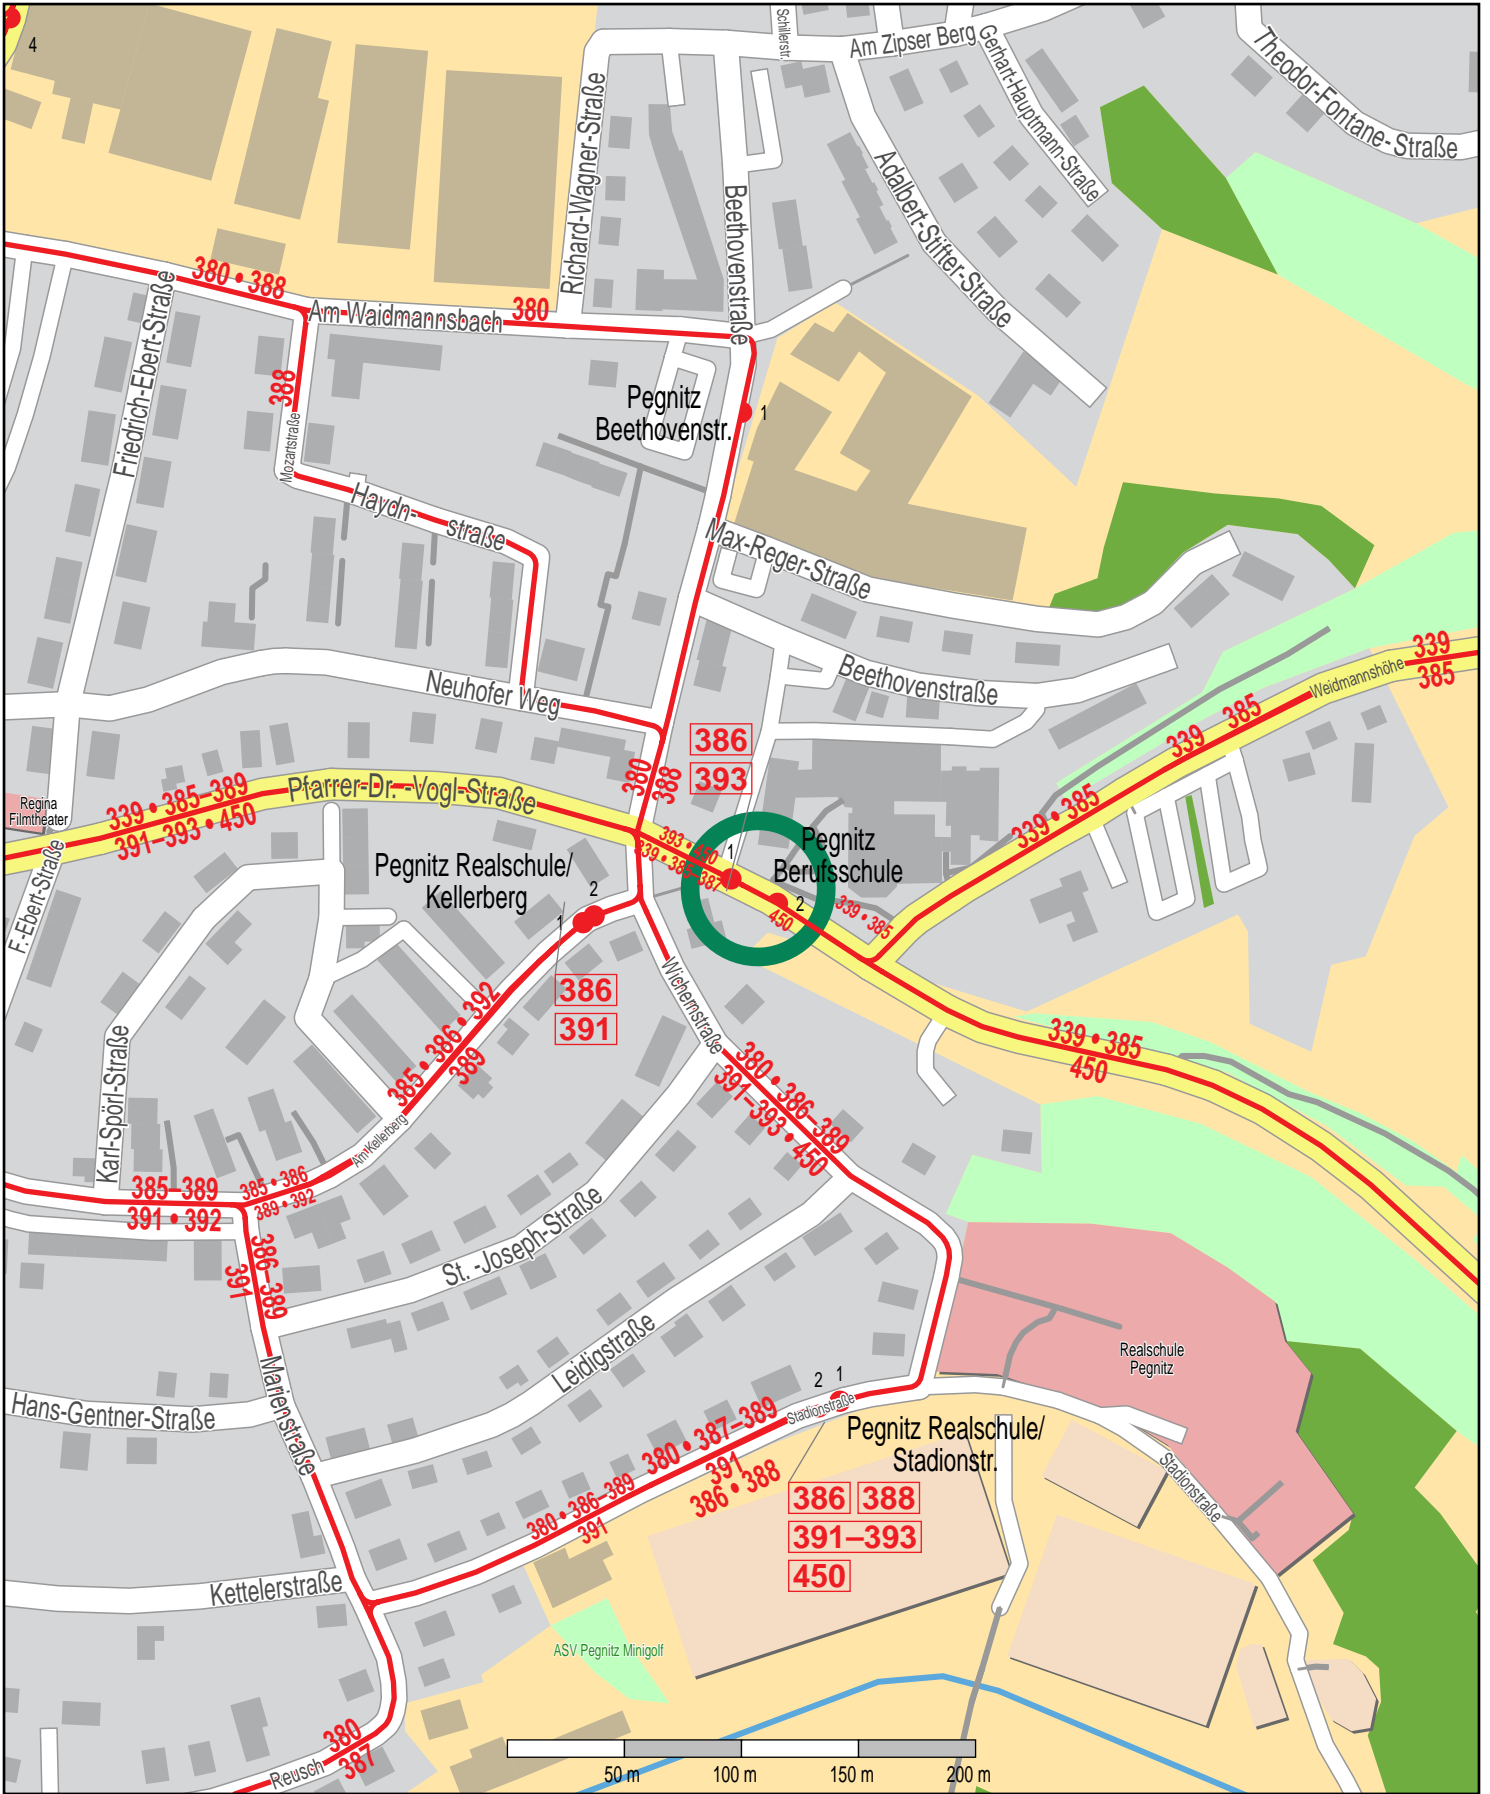 4
Schillerstr.
Am Zipser Berg
Gerhart-Hauptmann-Straße
Theodor-Fontane-Straße
Richard-Wagner-Straße
Beethovenstraße
Adalbert-Stifter-Straße
380 • 388
Am Waidmannsbach
380
Friedrich-Ebert-Straße
388
Mozartstraße
Pegnitz
Beethovenstr.
1
Haydn-
straße
Max-Reger-Straße
Beethovenstraße
Neuhofer Weg
339
385
Weidmannshöhe
339
385
386
393
380
388
Pfarrer-Dr. -Vogl-Straße
339 • 385–389
391–393 • 450
Regina
Filmtheater
F.-Ebert-Straße
339 • 385
393 • 450
339 • 385–387
1
Pegnitz
Berufsschule
2
450
339 • 385
Pegnitz Realschule/
Kellerberg
2
1
386
391
Wichernstraße
385 • 386 • 392
389
339 • 385
450
Karl-Spörl-Straße
Am Kellerberg
380 • 386–389
391–393 • 450
385–389
391 • 392
385 • 386
389 • 392
386–389
391
St. -Joseph-Straße
Leidigstraße
Marienstraße
Hans-Gentner-Straße
Realschule
Pegnitz
2
1
Stadionstraße
Pegnitz Realschule/
Stadionstr.
380 • 387–389
391
386 • 388
380 • 386–389
391
386
388
391–393
450
Stadionstraße
Kettelerstraße
ASV Pegnitz Minigolf
380
387
Reusch
50 m
100 m
150 m
200 m